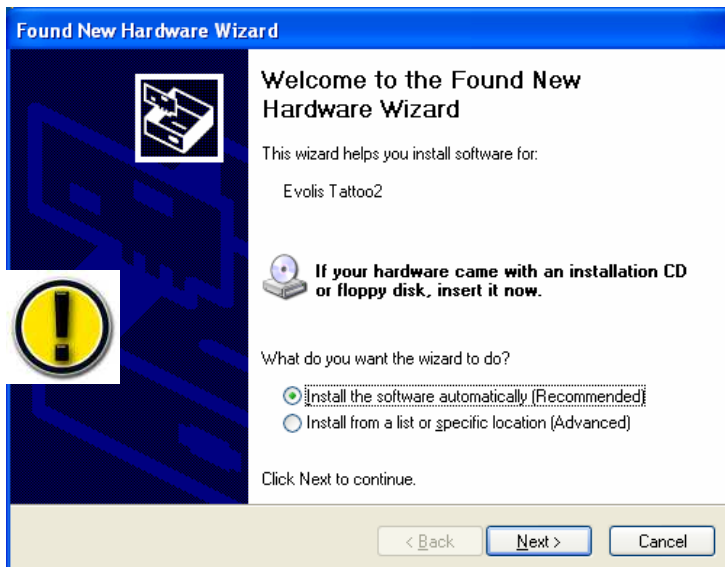 Found New Hardware Wizard
Welcome to the Found New
Hardware Wizard
This wizard helps you install software for:
Evolis Tattoo2
If your hardware came with an installation CD
or floppy disk, insert it now.
What do you want the wizard to do?
Install the software automatically (Recommended)
Install from a list or specific location (Advanced)
Click Next to continue.
< Back Next > Cancel